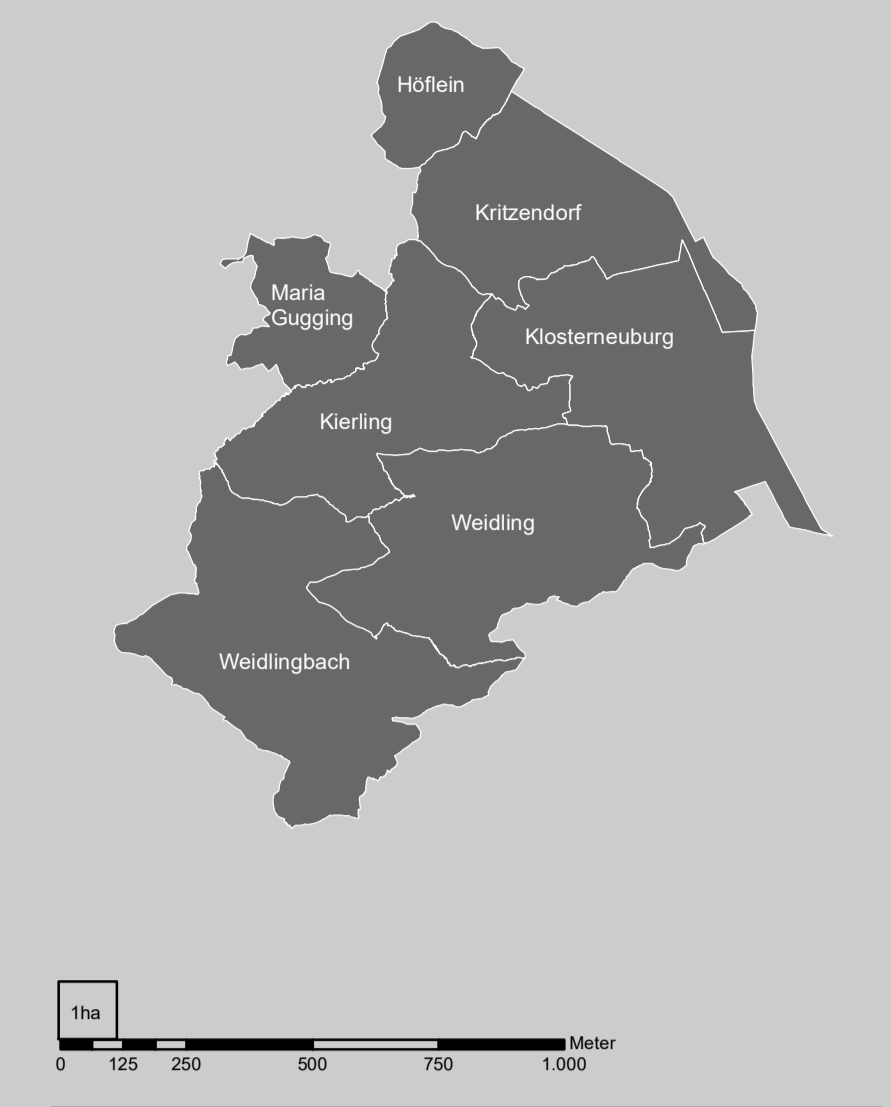 Höflein
Kritzendorf
Maria
Gugging
Klosterneuburg
Kierling
Weidling
Weidlingbach
1ha
Meter
0 125 250 500 750 1.000